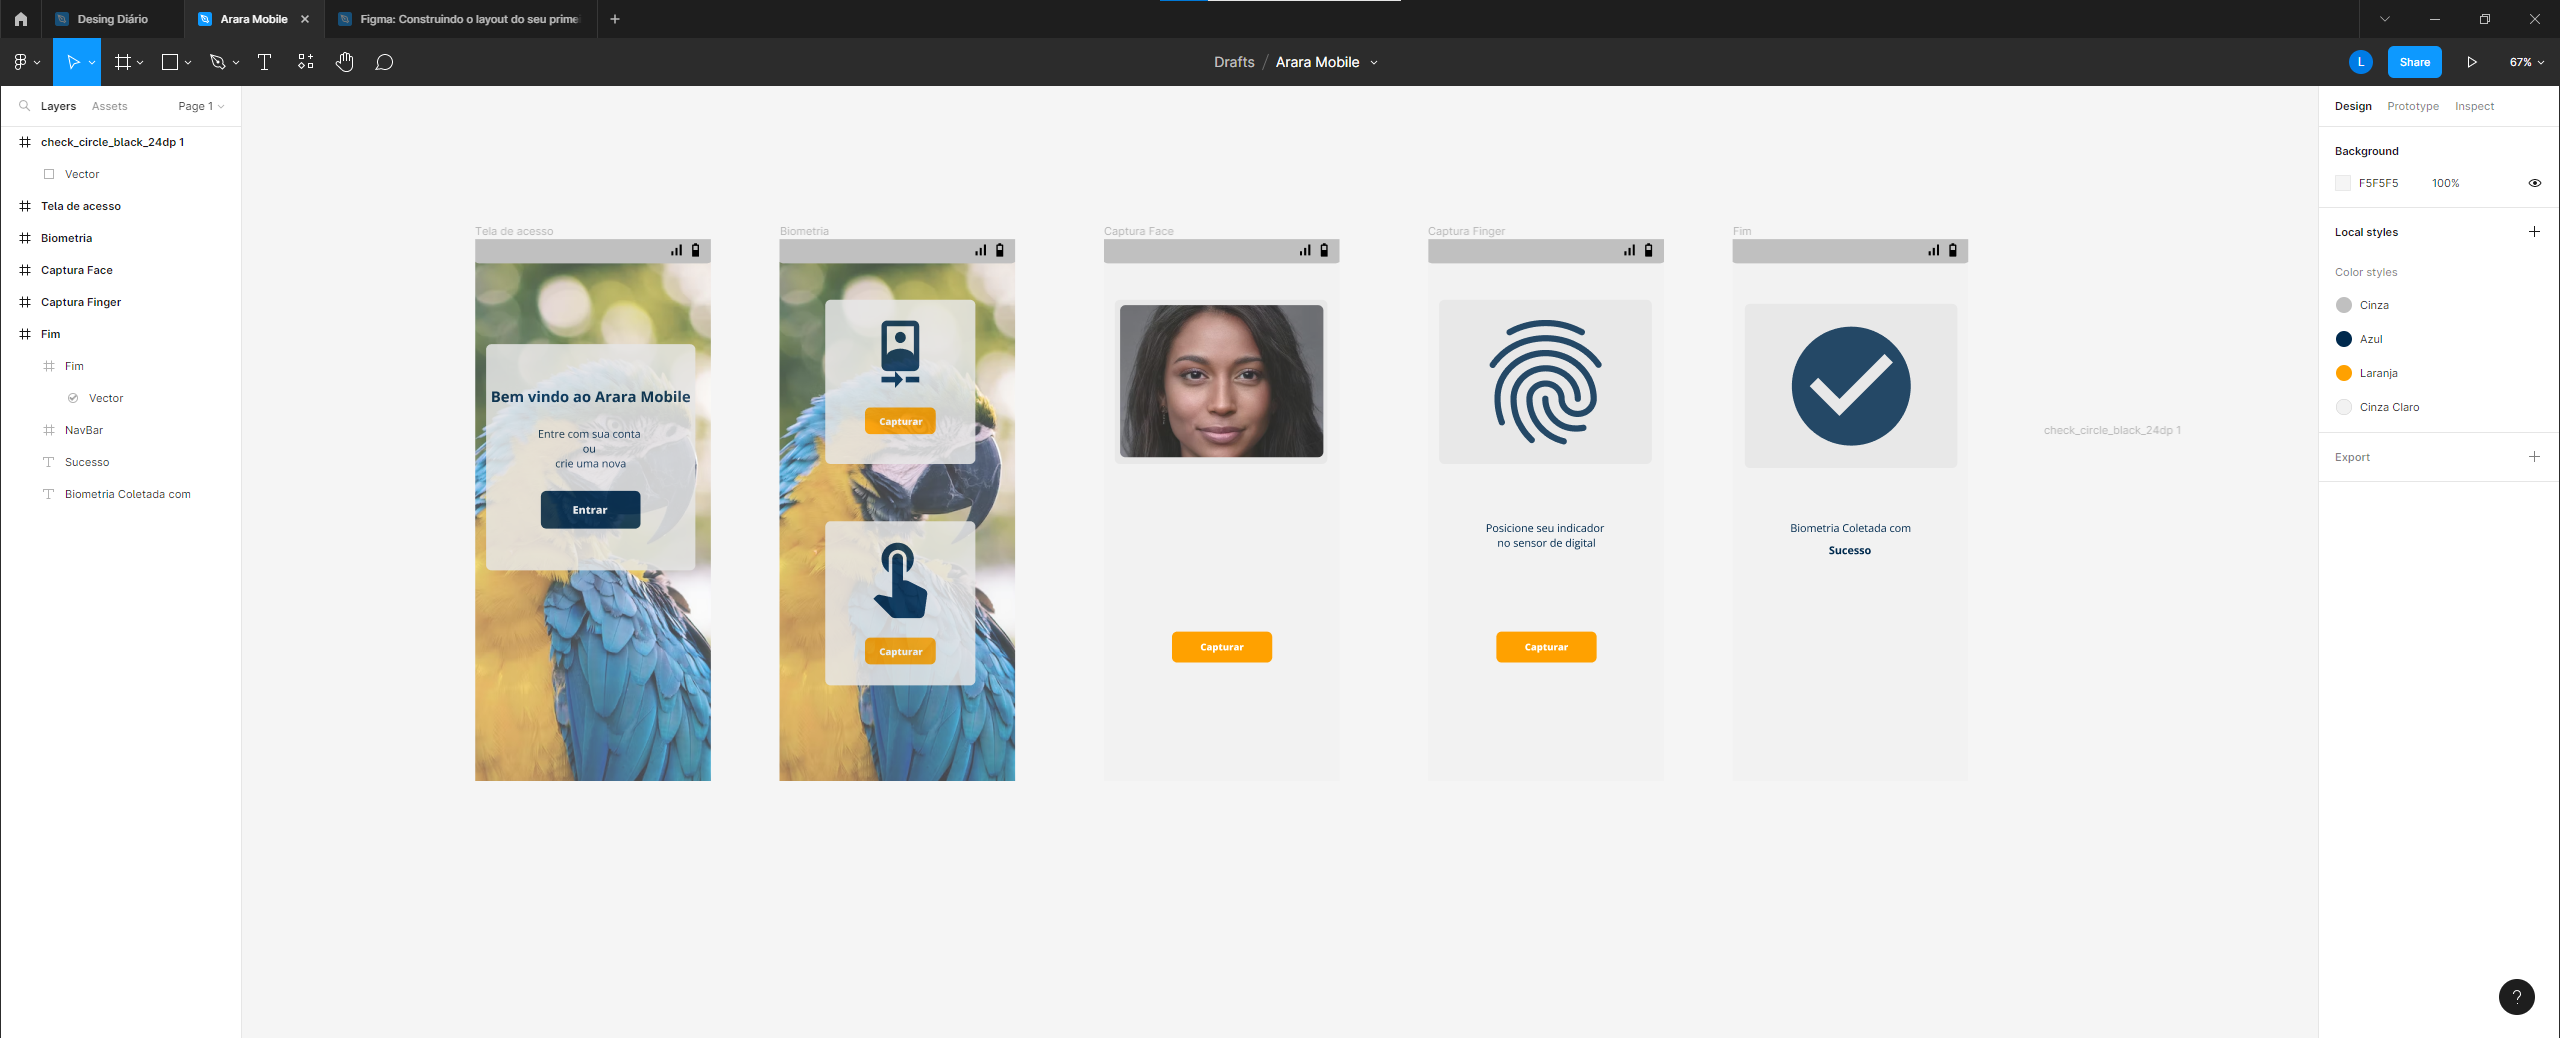 Desing Diário
Arara Mobile
Figma: Construindo o layout do seu prime
Drafts / Arara Mobile
L
Share
67%
Layers
Assets
Page 1
check_circle_black_24dp 1
Vector
Tela de acesso
Biometria
Captura Face
Captura Finger
Fim
Fim
Vector
NavBar
Sucesso
Biometria Coletada com
Tela de acesso
Bem vindo ao Arara Mobile
Entre com sua conta
ou
crie uma nova
Entrar
Biometria
Capturar
Capturar
Captura Face
Capturar
Captura Finger
Posicione seu indicador
no sensor de digital
Capturar
Fim
Biometria Coletada com
Sucesso
check_circle_black_24dp 1
Design
Prototype
Inspect
Background
F5F5F5
100%
Local styles
Color styles
Cinza
Azul
Laranja
Cinza Claro
Export
?